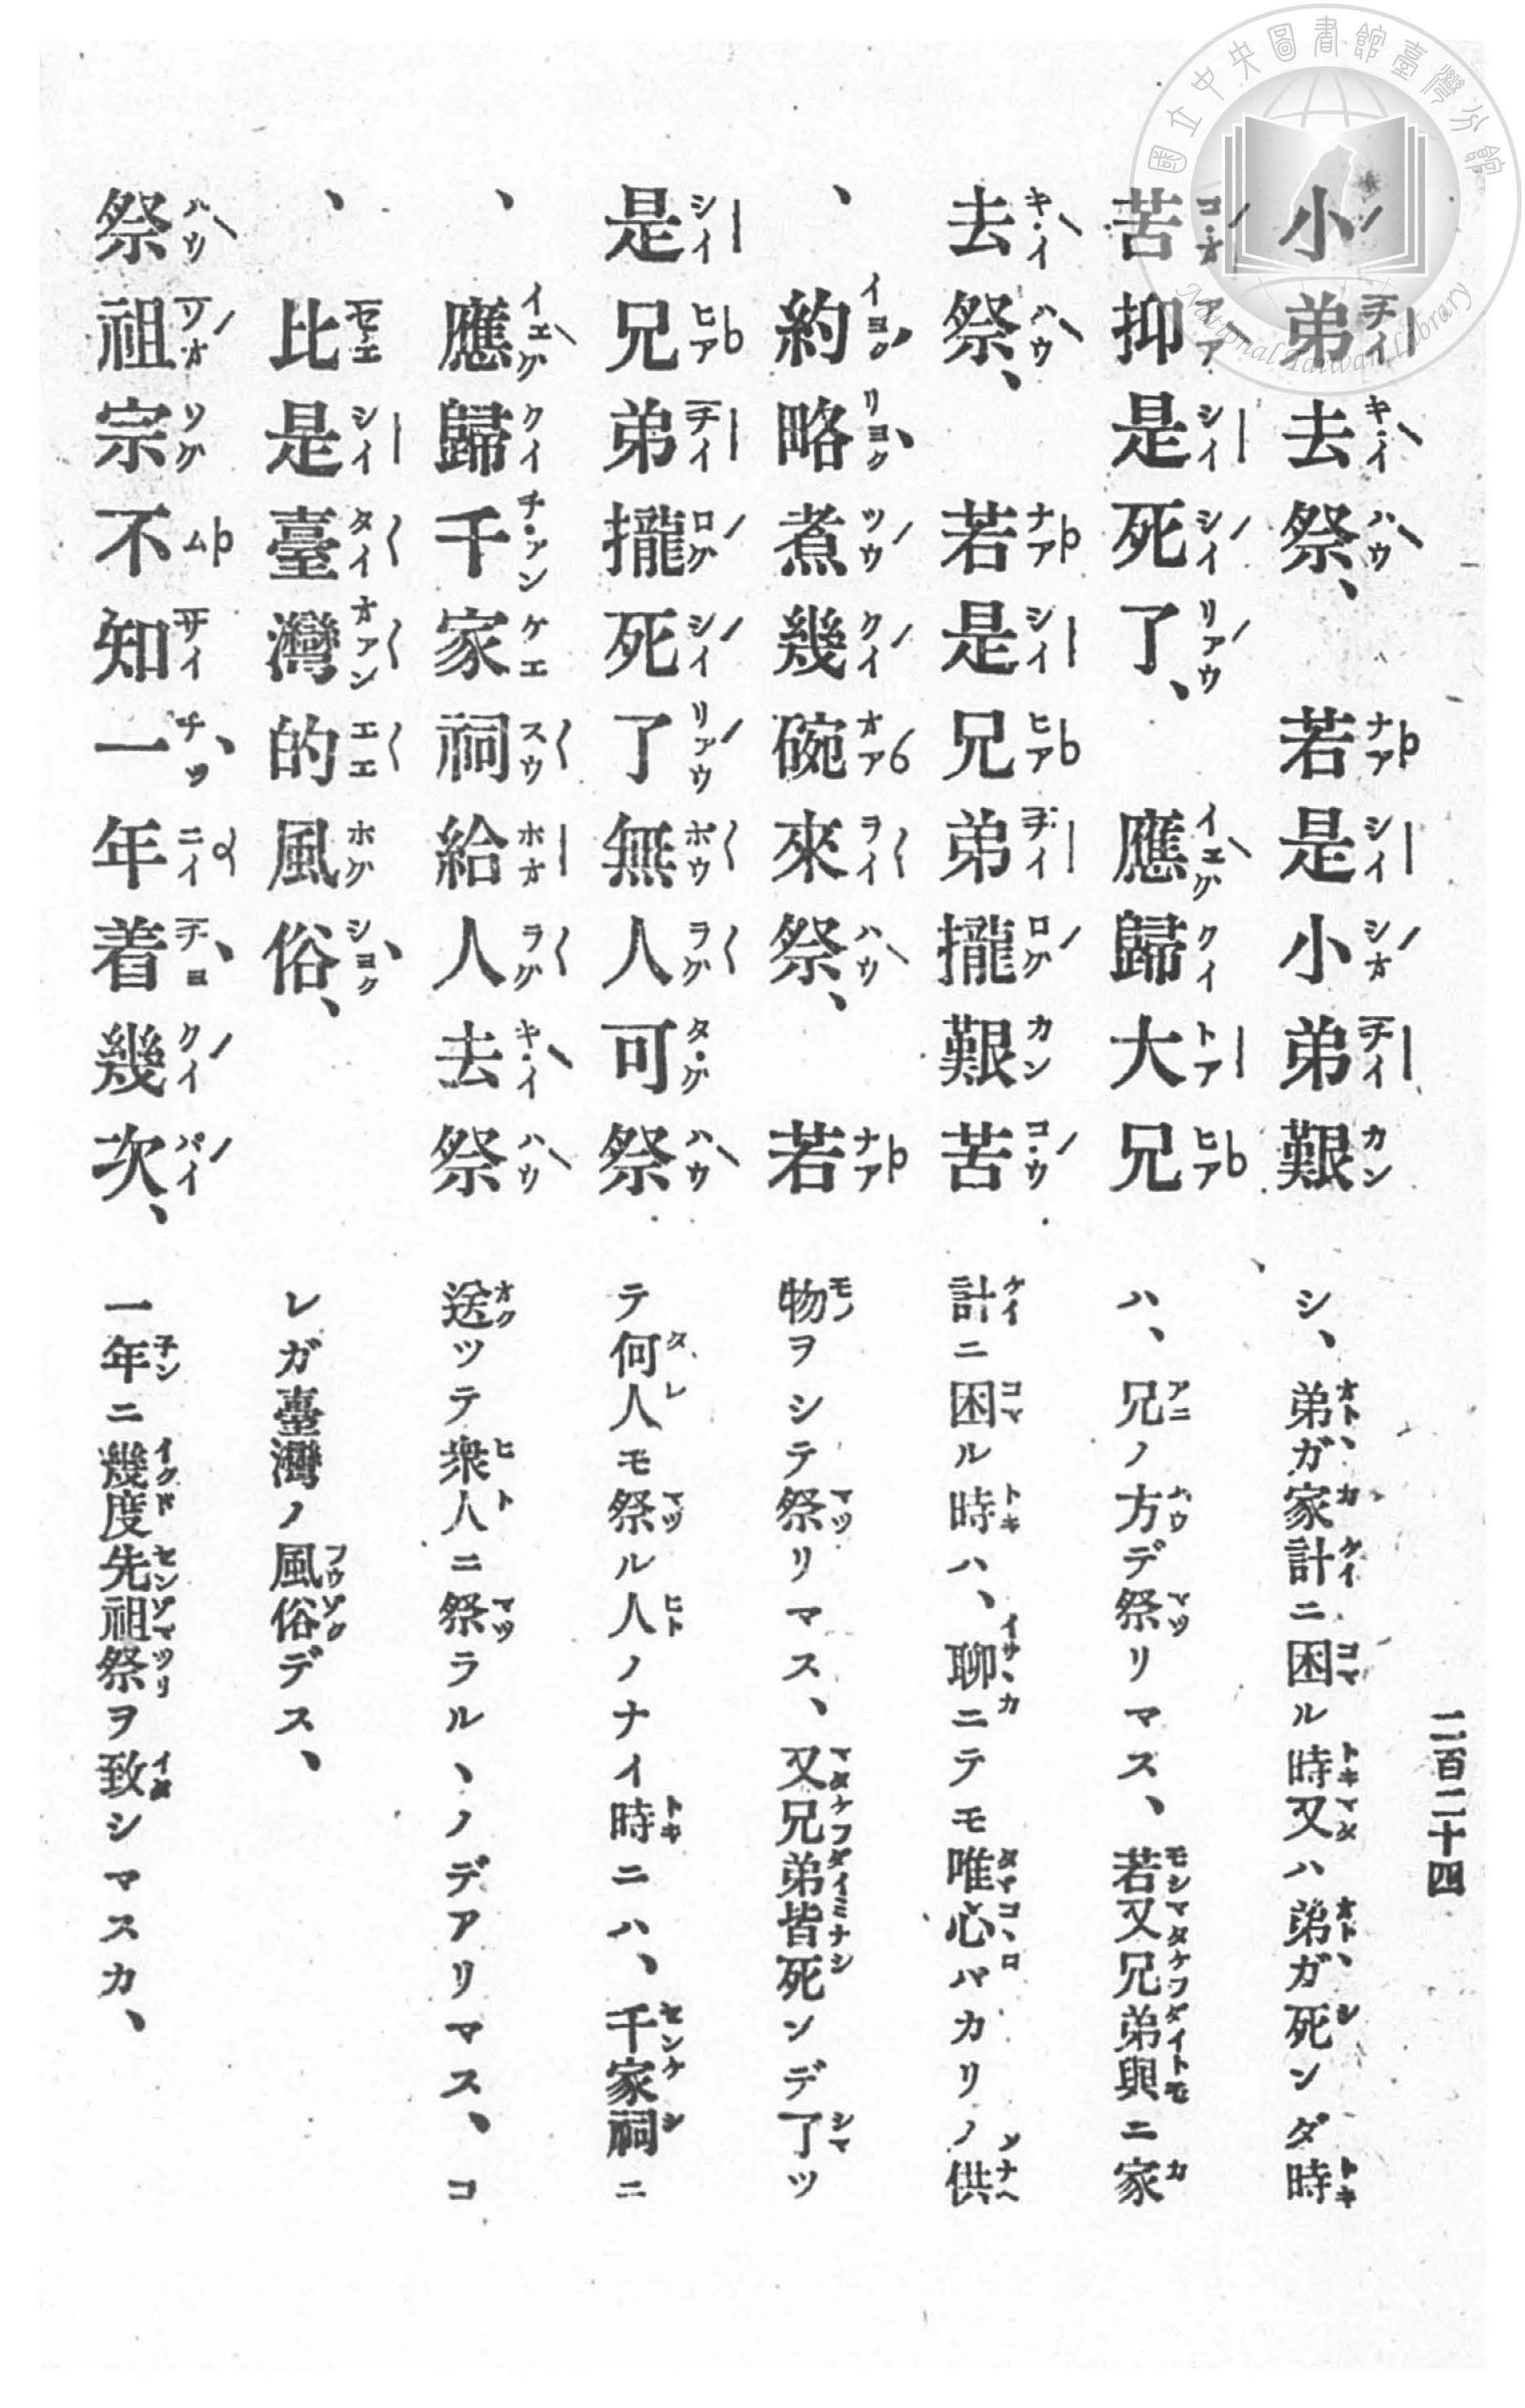 國立中央圖書館臺灣分館
National Taiwan Library
二百二十四
小弟去祭、若是小弟艱
苦抑是死了、應歸大兄
去祭、若是兄弟攏艱苦
、約略煮幾碗來祭、若
是兄弟攏死了無人可祭
、應歸千家祠給人去祭
、比是臺灣的風俗、
祭祖宗不知一年着幾次、
シ、弟ガ家計ニ困ル時又ハ弟ガ死ンダ時
ハ、兄ノ方デ祭リマス、若又兄弟與ニ家
計ニ困ル時ハ、聊ニテモ唯心バカリノ供
物ヲシテ祭リマス、又兄弟皆死ンデ了ツ
テ何人モ祭ル人ノナイ時ニハ、千家祠ニ
送ツテ衆人ニ祭ラル、ノデアリマス、コ
レガ臺灣ノ風俗デス、
一年ニ幾度先祖祭ヲ致シマスカ、